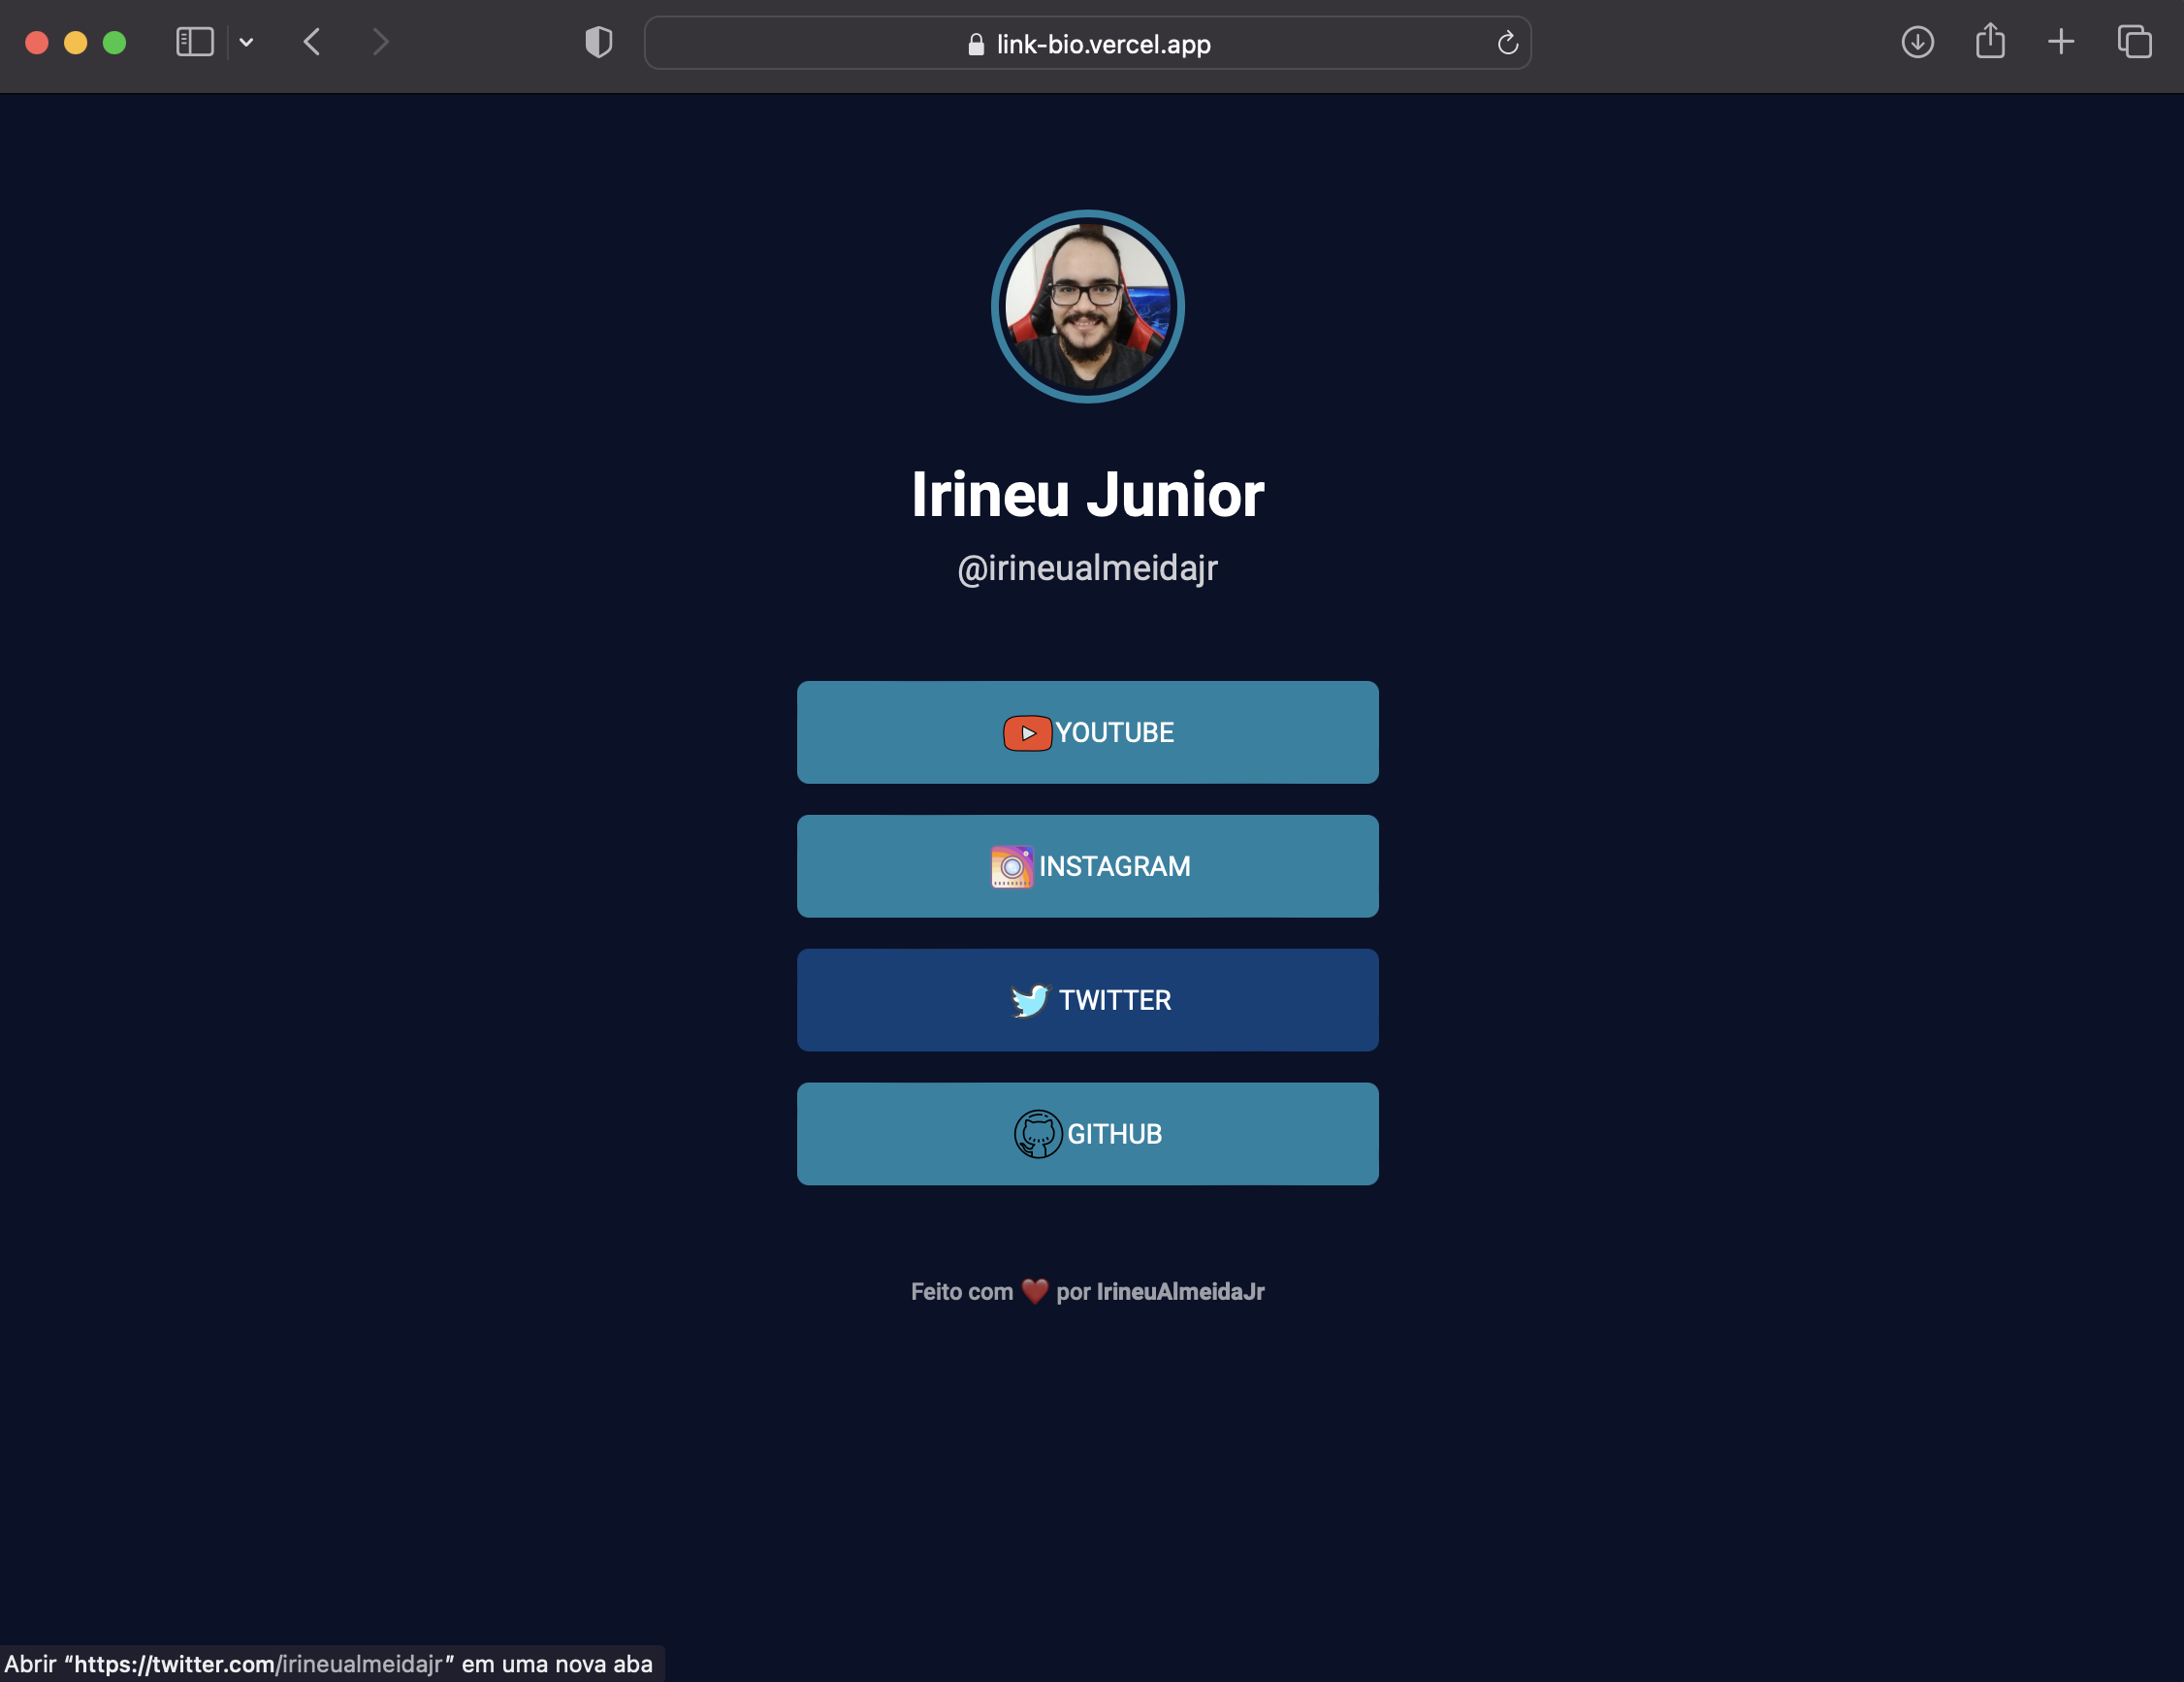 link-bio.vercel.app
Irineu Junior
@irineualmeidajr
YOUTUBE
INSTAGRAM
TWITTER
GITHUB
Feito com ❤️ por IrineuAlmeidaJr
Abrir “https://twitter.com/irineualmeidajr” em uma nova aba